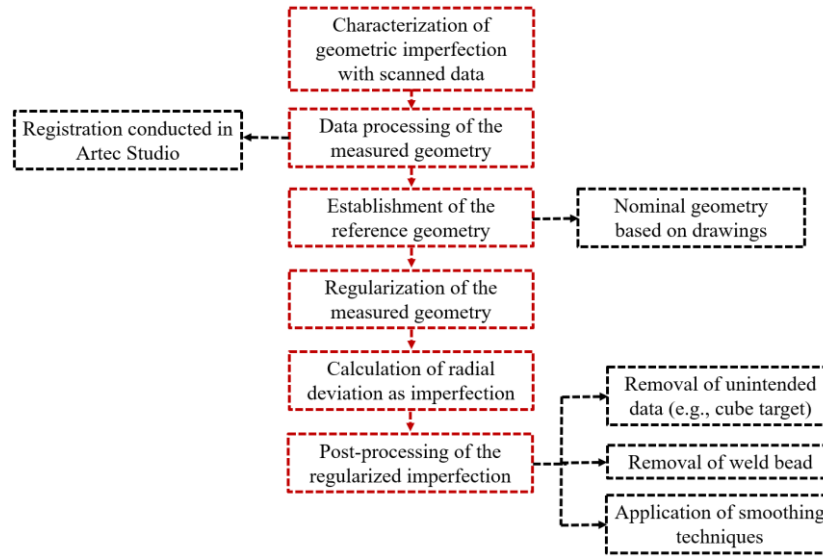 Characterization of
geometric imperfection
with scanned data
Registration conducted in
Artec Studio
Data processing of the
measured geometry
Establishment of the
reference geometry
Nominal geometry
based on drawings
Regularization of the
measured geometry
Calculation of radial
deviation as imperfection
Post-processing of the
regularized imperfection
Removal of unintended
data (e.g., cube target)
Removal of weld bead
Application of smoothing
techniques